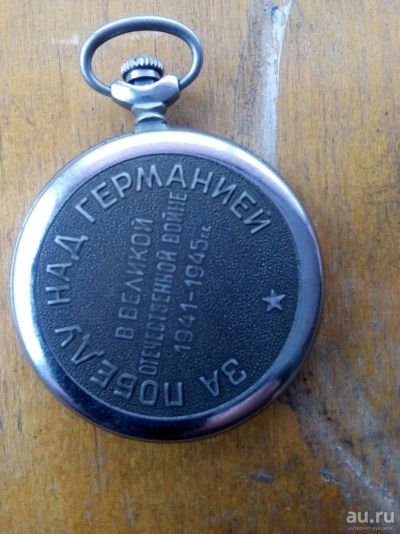 ЗА ПОБЕДУ НАД ГЕРМАНИЕЙ
В ВЕЛИКОЙ
ОТЕЧЕСТВЕННОЙ ВОЙНЕ
1941-1945гг.
au.ru